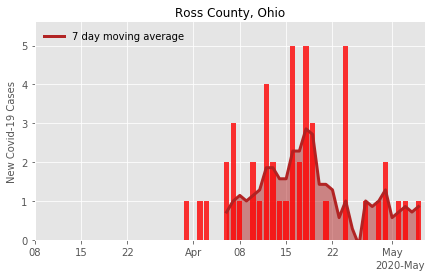 Ross County, Ohio
7 day moving average
New Covid-19 Cases
5
4
3
2
1
0
08
15
22
Apr
08
15
22
May
2020-May